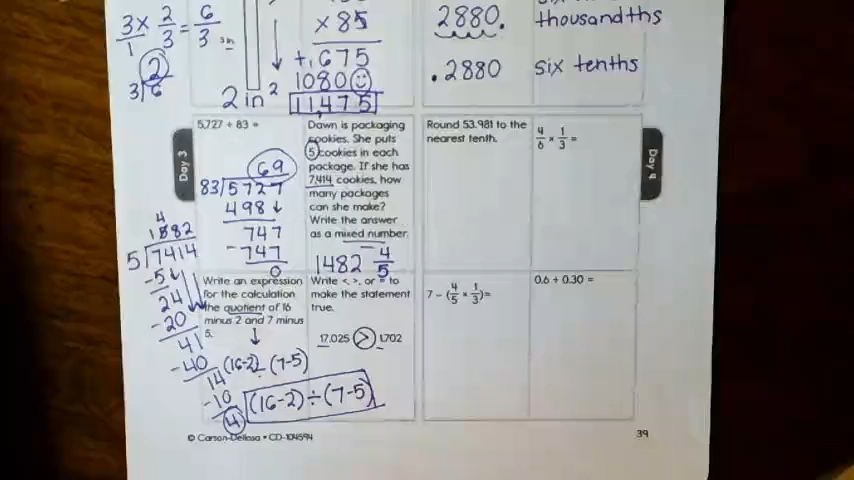 3/1 × 2/3 = 6/3
3 in
2
3√6
2 in²
× 85
+1675
1080
11,475
2880.
.2880
thousandths
six tenths
Day 3
5,727 ÷ 83 =
69
83√5727
498↓
747
-747
0
Dawn is packaging
cookies. She puts
5 cookies in each
package. If she has
7,414 cookies, how
many packages
can she make?
Write the answer
as a mixed number.
1482 4/5
4
1582
5√7414
-5
24
-20
41
-40
14
-10
4
Write an expression
for the calculation
the quotient of 16
minus 2 and 7 minus
5.
(16-2) (7-5)
(16-2)÷(7-5)
Write <, >, or = to
make the statement
true.
17.025 > 1.702
Round 53.981 to the
nearest tenth.
4/6 × 1/3 =
Day 4
7 – (4/5 × 1/3)=
0.6 ÷ 0.30 =
© Carson-Dellosa • CD-104594
39